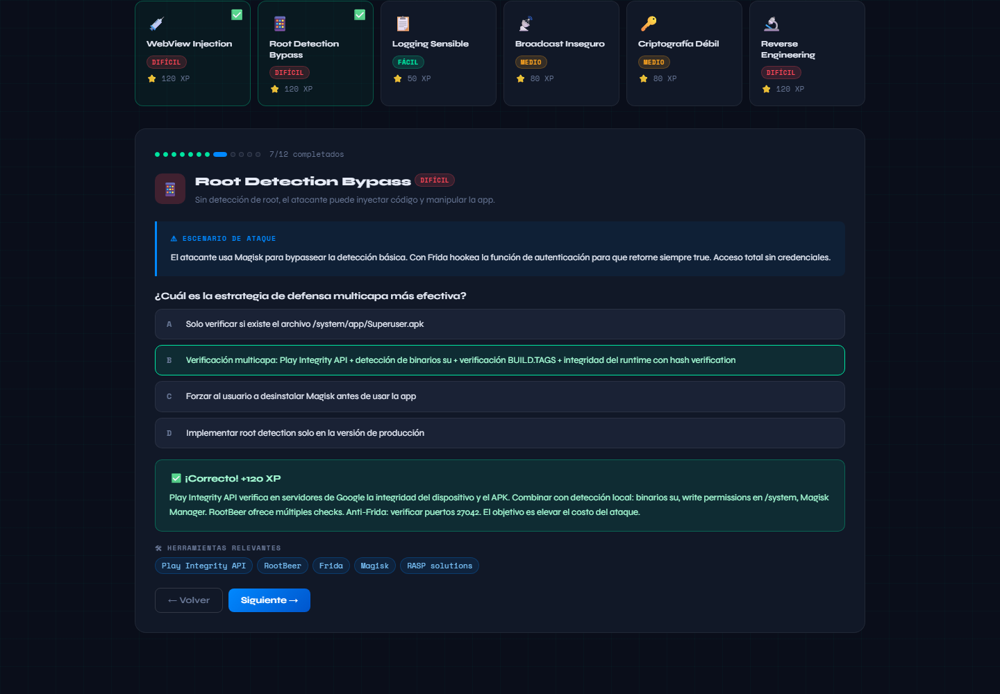 WebView Injection
DIFÍCIL
120 XP
Root Detection
Bypass
DIFÍCIL
120 XP
Logging Sensible
FÁCIL
50 XP
Broadcast Inseguro
MEDIO
80 XP
Criptografía Débil
MEDIO
80 XP
Reverse
Engineering
DIFÍCIL
120 XP
7/12 completados
Root Detection Bypass DIFÍCIL
Sin detección de root, el atacante puede inyectar código y manipular la app.
⚠ ESCENARIO DE ATAQUE
El atacante usa Magisk para bypassear la detección básica. Con Frida hookea la función de autenticación para que retorne siempre true. Acceso total sin credenciales.
¿Cuál es la estrategia de defensa multicapa más efectiva?
A Solo verificar si existe el archivo /system/app/Superuser.apk
B Verificación multicapa: Play Integrity API + detección de binarios su + verificación BUILD.TAGS + integridad del runtime con hash verification
C Forzar al usuario a desinstalar Magisk antes de usar la app
D Implementar root detection solo en la versión de producción
✅ ¡Correcto! +120 XP
Play Integrity API verifica en servidores de Google la integridad del dispositivo y el APK. Combinar con detección local: binarios su, write permissions en /system, Magisk
Manager. RootBeer ofrece múltiples checks. Anti-Frida: verificar puertos 27042. El objetivo es elevar el costo del ataque.
🛠 HERRAMIENTAS RELEVANTES
Play Integrity API RootBeer Frida Magisk RASP solutions
← Volver Siguiente →